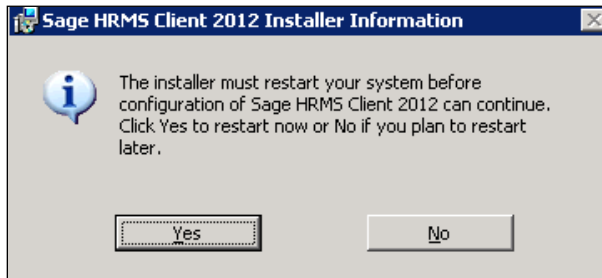 Sage HRMS Client 2012 Installer Information
The installer must restart your system before
configuration of Sage HRMS Client 2012 can continue.
Click Yes to restart now or No if you plan to restart
later.
Yes
No